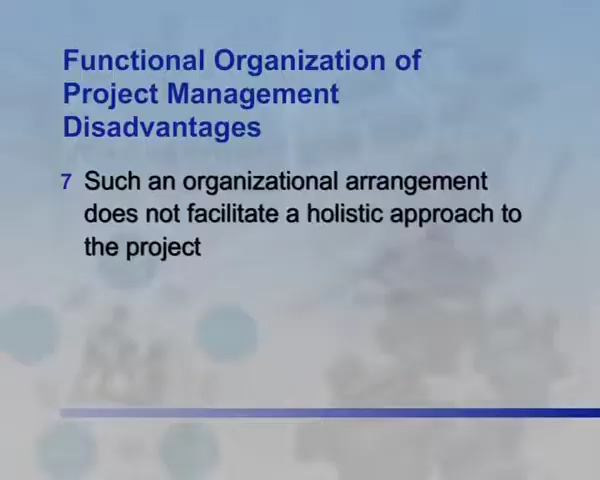 Functional Organization of
Project Management
Disadvantages
7 Such an organizational arrangement
does not facilitate a holistic approach to
the project